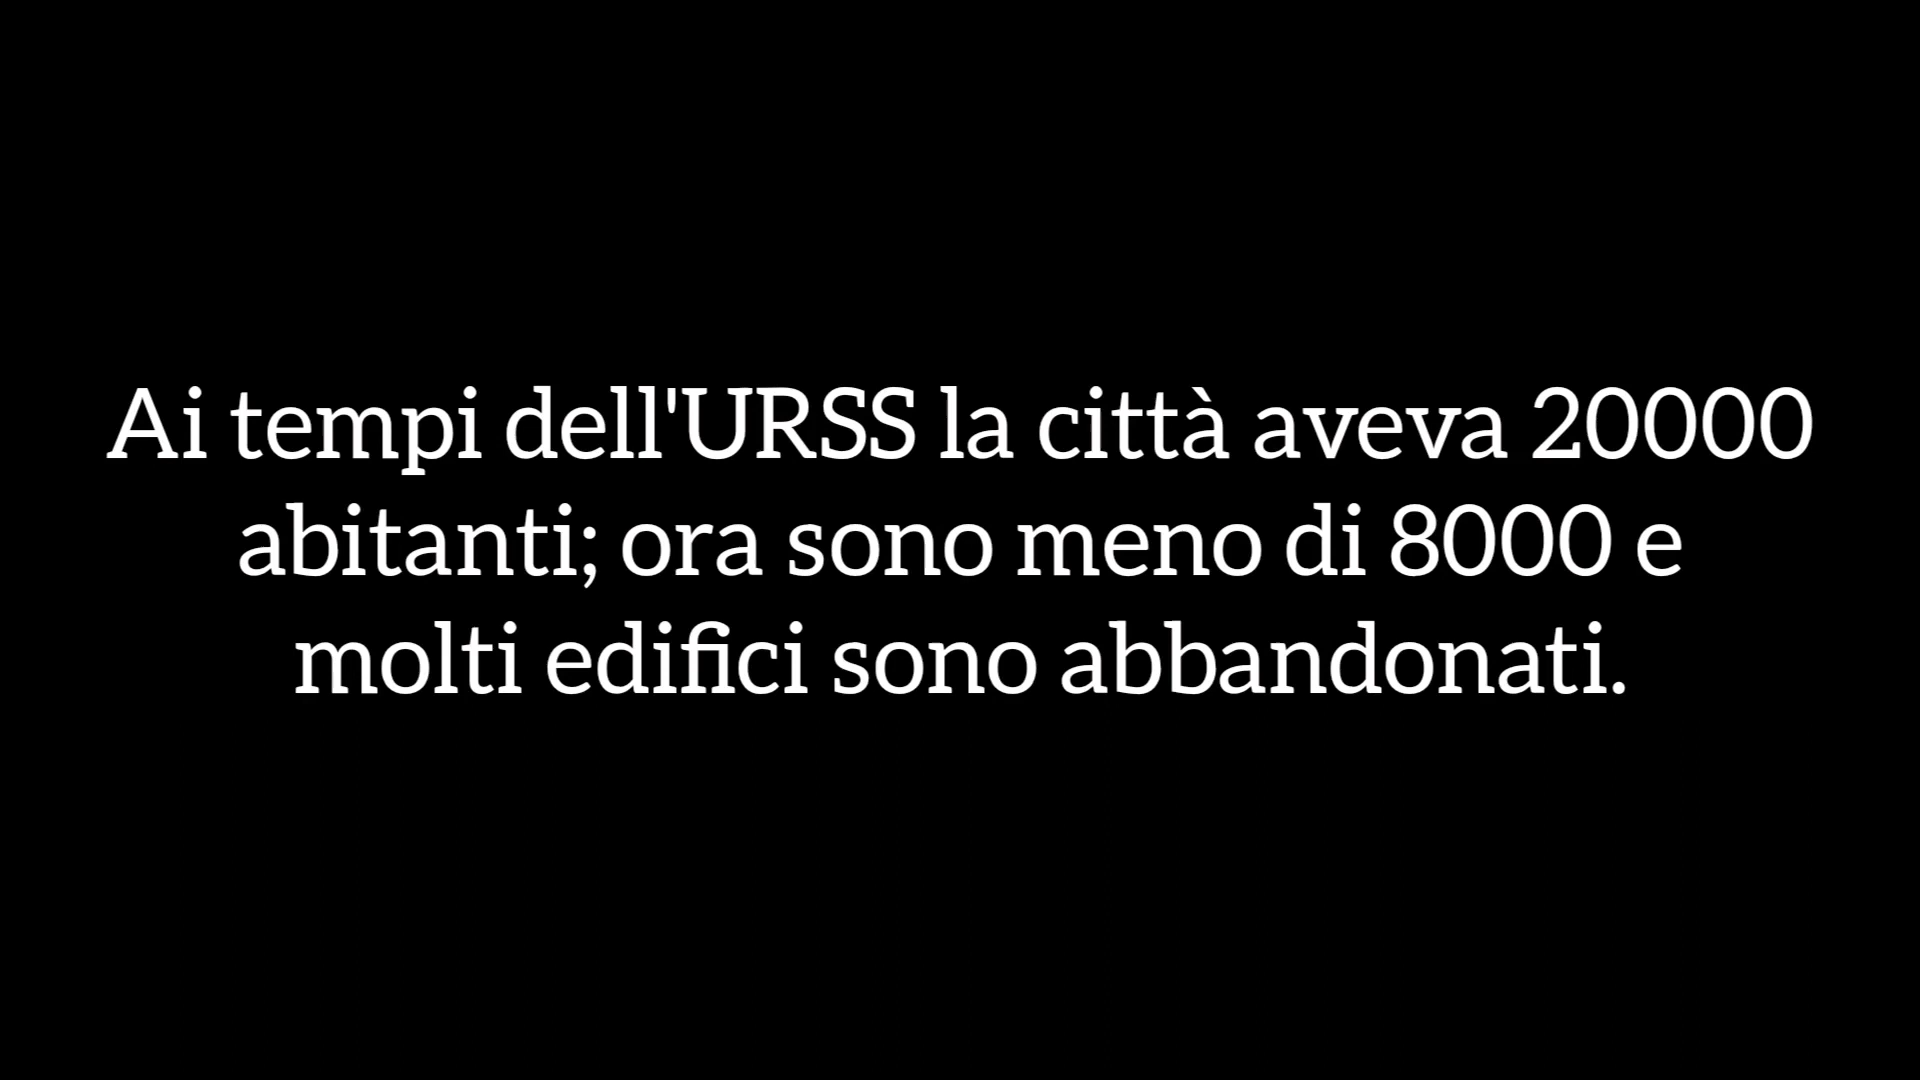 Ai tempi dell'URSS la città aveva 20000
abitanti; ora sono meno di 8000 e
molti edifici sono abbandonati.